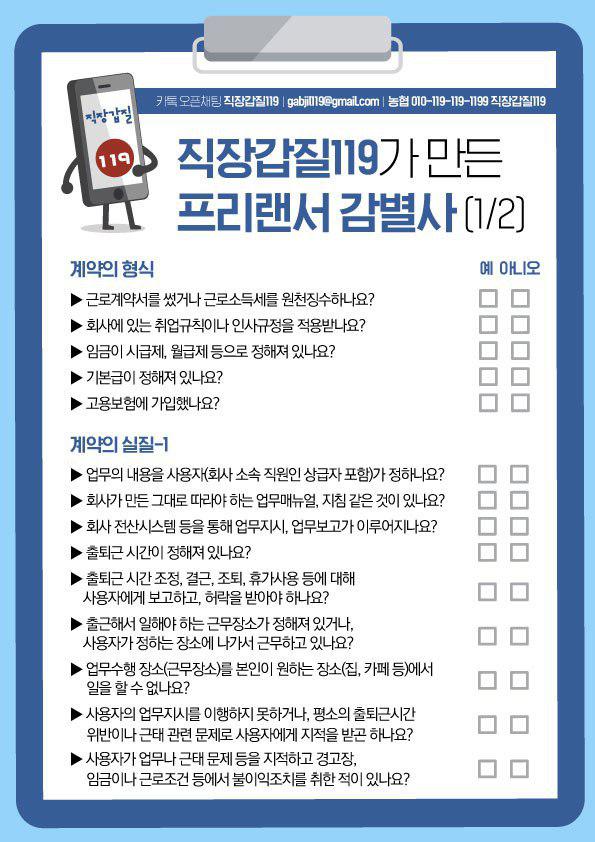 카톡 오픈채팅 직장갑질119 | gabjil119@gmail.com | 농협 010-119-119-1199 직장갑질119
직장갑질
119
직장갑질119가 만든
프리랜서 감별사 (1/2)
계약의 형식 예 아니오
▶ 근로계약서를 썼거나 근로소득세를 원천징수하나요?
▶ 회사에 있는 취업규칙이나 인사규정을 적용받나요?
▶ 임금이 시급제, 월급제 등으로 정해져 있나요?
▶ 기본급이 정해져 있나요?
▶ 고용보험에 가입했나요?
계약의 실질-1
▶ 업무의 내용을 사용자(회사 소속 직원인 상급자 포함)가 정하나요?
▶ 회사가 만든 그대로 따라야 하는 업무매뉴얼, 지침 같은 것이 있나요?
▶ 회사 전산시스템 등을 통해 업무지시, 업무보고가 이루어지나요?
▶ 출퇴근 시간이 정해져 있나요?
▶ 출퇴근 시간 조정, 결근, 조퇴, 휴가사용 등에 대해
사용자에게 보고하고, 허락을 받아야 하나요?
▶ 출근해서 일해야 하는 근무장소가 정해져 있거나,
사용자가 정하는 장소에 나가서 근무하고 있나요?
▶ 업무수행 장소(근무장소)를 본인이 원하는 장소(집, 카페 등)에서
일을 할 수 없나요?
▶ 사용자의 업무지시를 이행하지 못하거나, 평소의 출퇴근시간
위반이나 근태 관련 문제로 사용자에게 지적을 받곤 하나요?
▶ 사용자가 업무나 근태 문제 등을 지적하고 경고장,
임금이나 근로조건 등에서 불이익조치를 취한 적이 있나요?